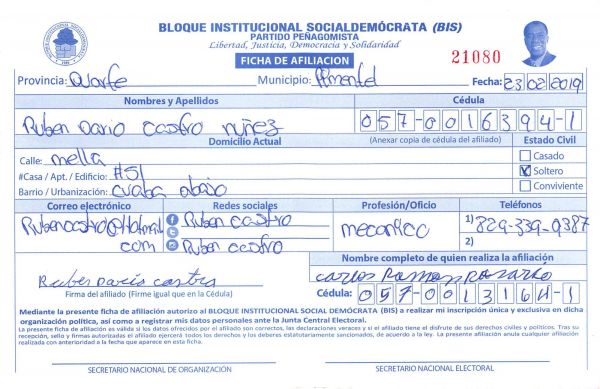 BLOQUE INSTITUCIONAL SOCIALDEMÓCRATA (BIS)
PARTIDO PEÑAGOMISTA
Libertad, Justicia, Democracia y Solidaridad
FICHA DE AFILIACION
21080
Provincia: Duarte Municipio: Pimentel Fecha: 23/02/2019
Nombres y Apellidos Cédula
Ruben Dario Castro Nuñez 057-0016394-1
Domicilio Actual (Anexar copia de cédula del afiliado) Estado Civil
Calle: mella Casado
#Casa / Apt. / Edificio: #51 Soltero
Barrio / Urbanización: cuaba abajo Conviviente
Correo electrónico Redes sociales Profesión/Oficio Teléfonos
Rubencastro@Hotmail Ruben castro mecanico 1) 829-339-0387
com Ruben castro 2)
Nombre completo de quien realiza la afiliación
Ruben Dario castro Carlos Ramon Rosario
Firma del afiliado (Firme igual que en la Cédula) Cédula: 057-0013164-1
Mediante la presente ficha de afiliación autorizo al BLOQUE INSTITUCIONAL SOCIAL DEMÓCRATA (BIS) a realizar mi inscripción única y exclusiva en dicha
organización política, así como a registrar mis datos personales ante la Junta Central Electoral.
La presente ficha de afiliación es válida si los datos ofrecidos por el afiliado son correctos, las declaraciones veraces y si el afiliado tiene el disfrute de sus derechos civiles y políticos. Tras su
recepción, sello y firmas autorizadas el afiliado ejercerá todos los derechos y los deberes estatutariamente sancionados, de acuerdo a la ley. La presente afiliación anula cualquier afiliación
realizada con anterioridad a la fecha que aparece en esta ficha.
SECRETARIO NACIONAL DE ORGANIZACIÓN SECRETARIO NACIONAL ELECTORAL